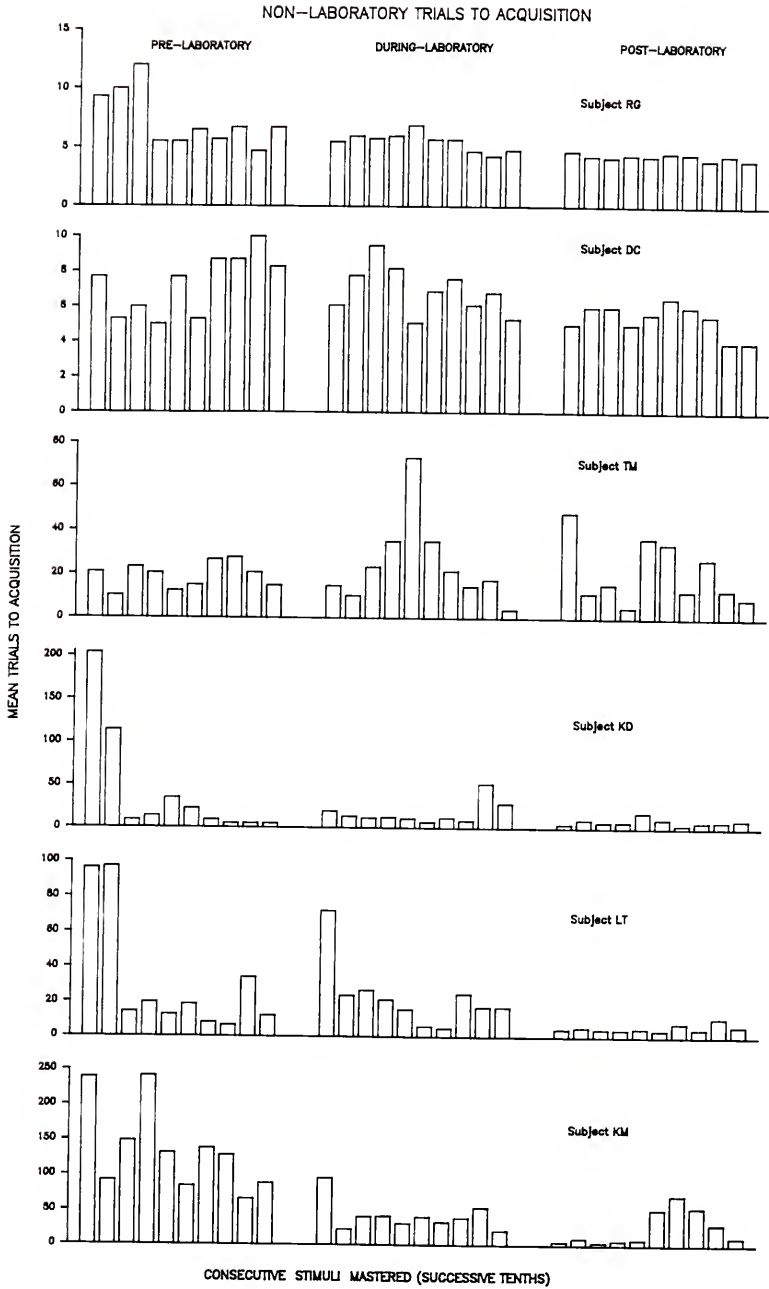 NON-LABORATORY TRIALS TO ACQUISITION
PRE-LABORATORY
DURING-LABORATORY
POST-LABORATORY
MEAN TRIALS TO ACQUISITION
Subject RG
15
10
5
0
Subject DC
10
8
6
4
2
0
Subject TM
60
60
40
20
0
Subject KD
200
150
100
50
0
Subject LT
100
80
60
40
20
0
Subject KM
250
200
150
100
50
0
CONSECUTIVE STIMULI MASTERED (SUCCESSIVE TENTHS)